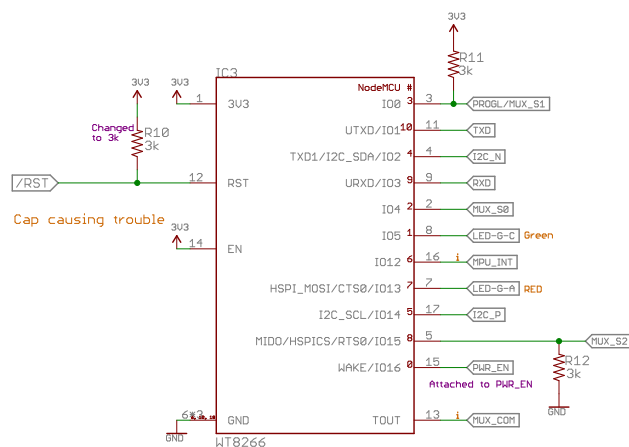 3V3
R11
3k
IC3
3V3
3V3
NodeMCU #
1
3V3
IO0
3
3
PROGL/MUX_S1
Changed
to 3k
R10
3k
UTXD/IO1
10
11
TXD
TXD1/I2C_SDA/IO2
4
4
I2C_N
/RST
12
RST
URXD/IO3
9
9
RXD
IO4
2
2
MUX_S0
Cap causing trouble
3V3
14
EN
IO5
1
8
LED-G-C
Green
IO12
6
16
i
MPU_INT
HSPI_MOSI/CTS0/IO13
7
7
LED-G-A
RED
I2C_SCL/IO14
5
17
I2C_P
MIDO/HSPICS/RTS0/IO15
8
5
MUX_S2
R12
3k
WAKE/IO16
0
15
PWR_EN
Attached to PWR_EN
GND
6*3
GND
GND
TOUT
13
i
MUX_COM
WT8266